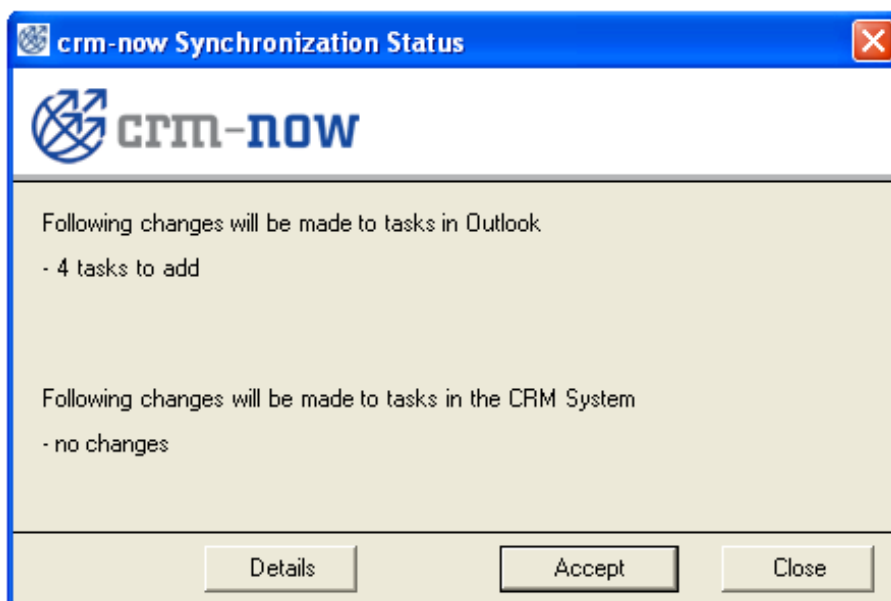 crm-now Synchronization Status
crm-now
Following changes will be made to tasks in Outlook
- 4 tasks to add
Following changes will be made to tasks in the CRM System
- no changes
Details Accept Close